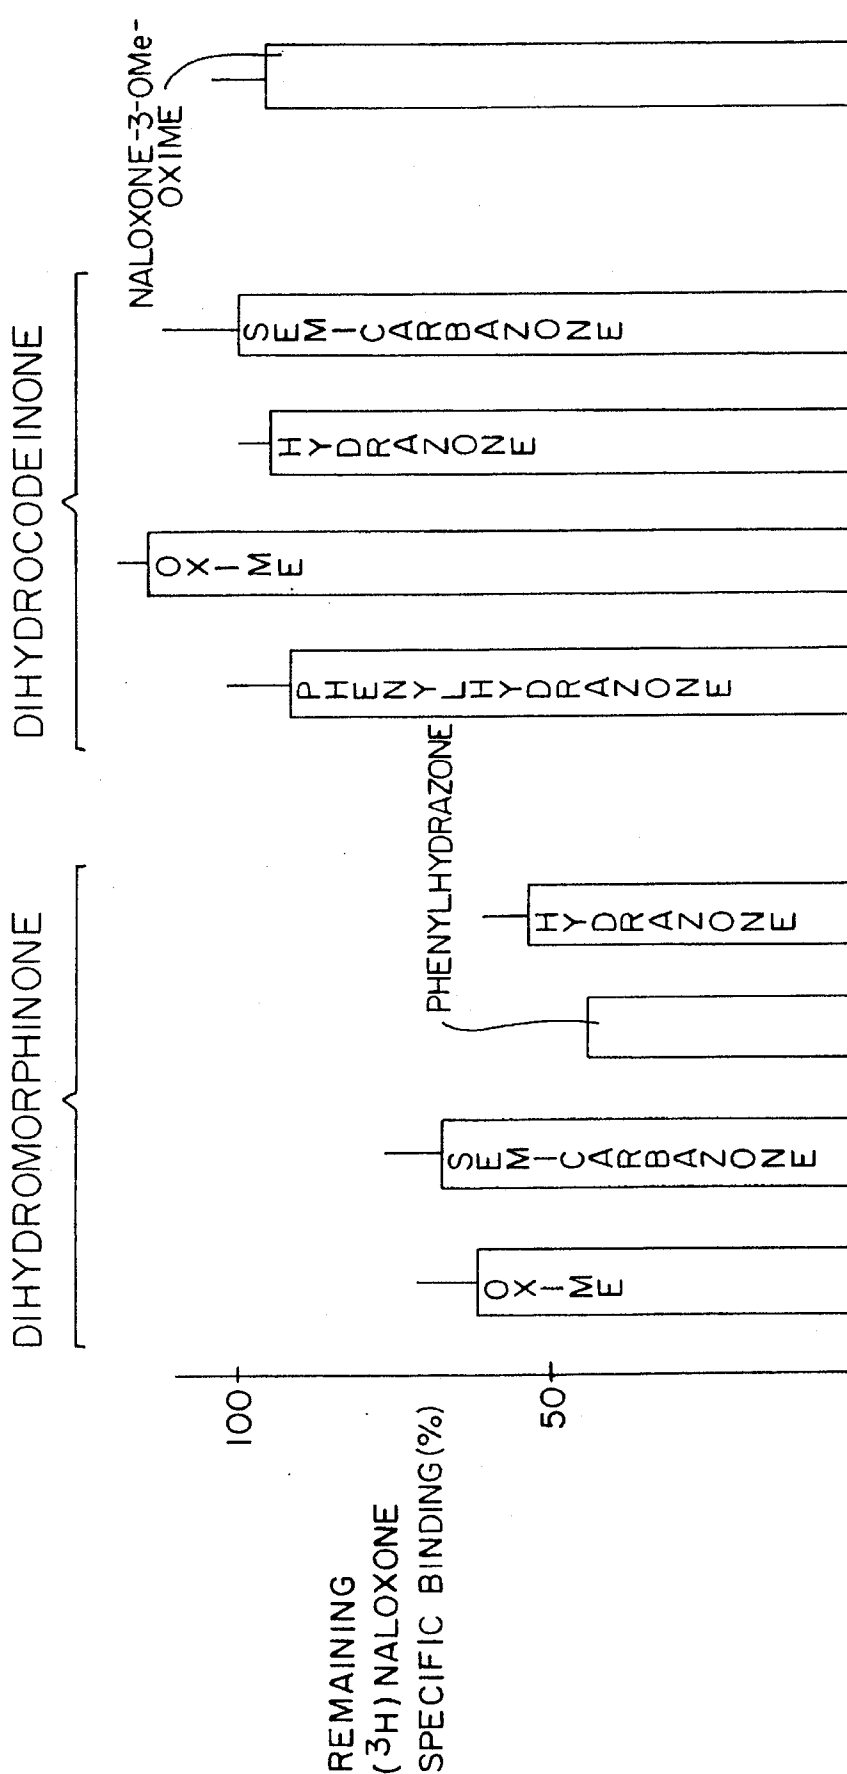 DIHYDROMORPHINONE
DIHYDROCODEINONE
NALOXONE-3-OMe-
OXIME
REMAINING
(³H) NALOXONE
SPECIFIC BINDING (%)
100
50
OXIME
SEMICARBAZONE
PHENYLHYDRAZONE
HYDRAZONE
PHENYLHYDRAZONE
OXIME
HYDRAZONE
SEMICARBAZONE